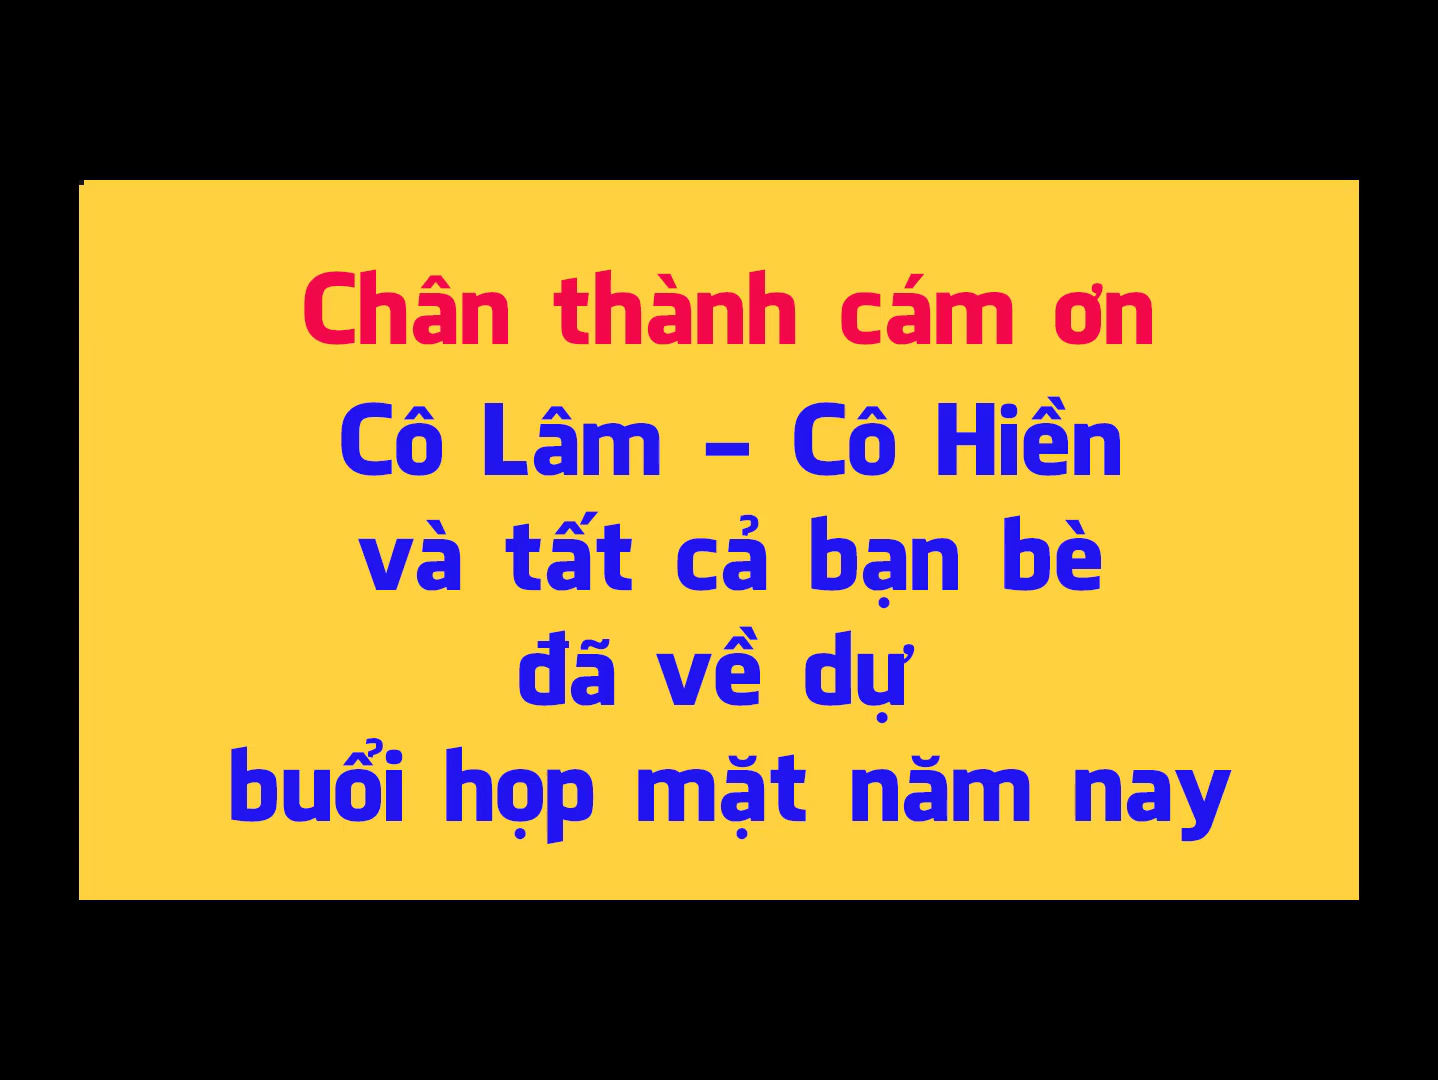 Chân thành cám ơn
Cô Lâm – Cô Hiền
và tất cả bạn bè
đã về dự
buổi họp mặt năm nay